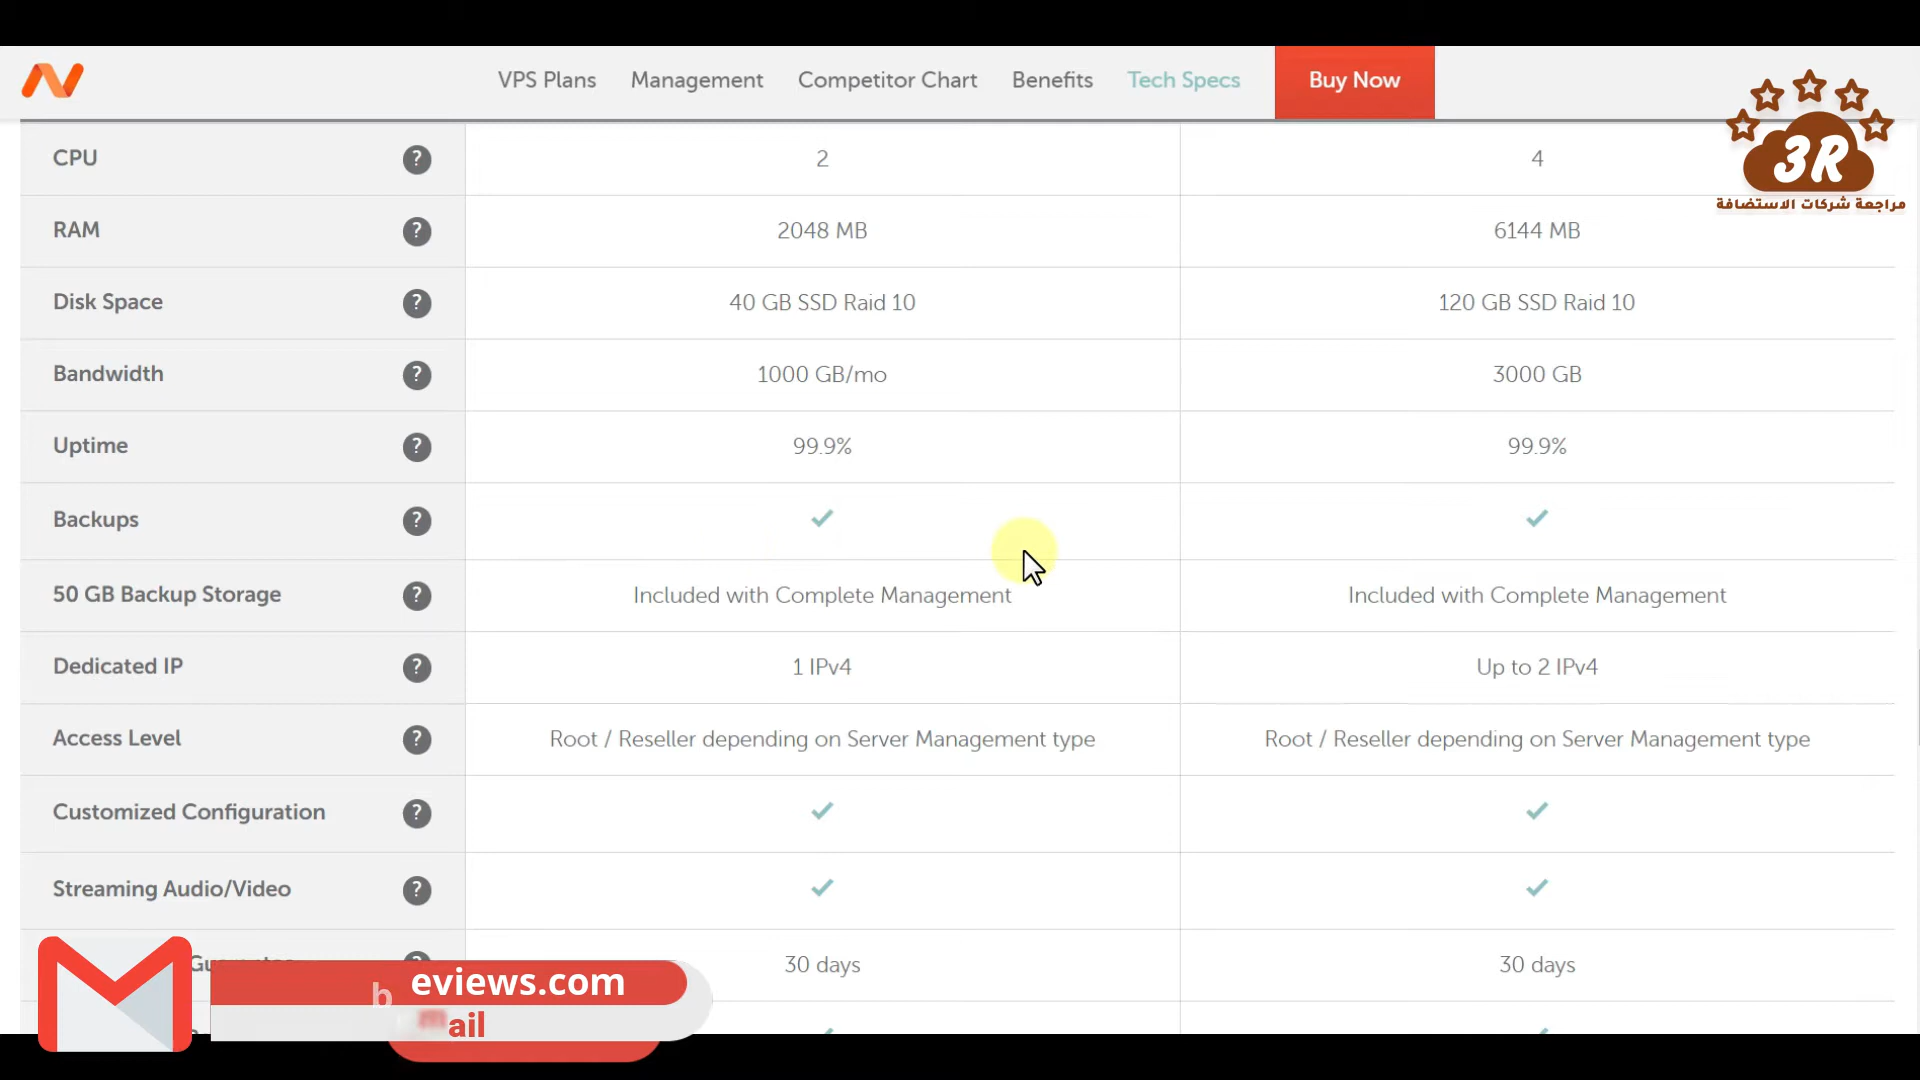 VPS Plans Management Competitor Chart Benefits Tech Specs Buy Now
3R
مراجعة شركات الاستضافة
CPU ? 2 4
RAM ? 2048 MB 6144 MB
Disk Space ? 40 GB SSD Raid 10 120 GB SSD Raid 10
Bandwidth ? 1000 GB/mo 3000 GB
Uptime ? 99.9% 99.9%
Backups ?
50 GB Backup Storage ? Included with Complete Management Included with Complete Management
Dedicated IP ? 1 IPv4 Up to 2 IPv4
Access Level ? Root / Reseller depending on Server Management type Root / Reseller depending on Server Management type
Customized Configuration ?
Streaming Audio/Video ?
30 days 30 days
b eviews.com
mail